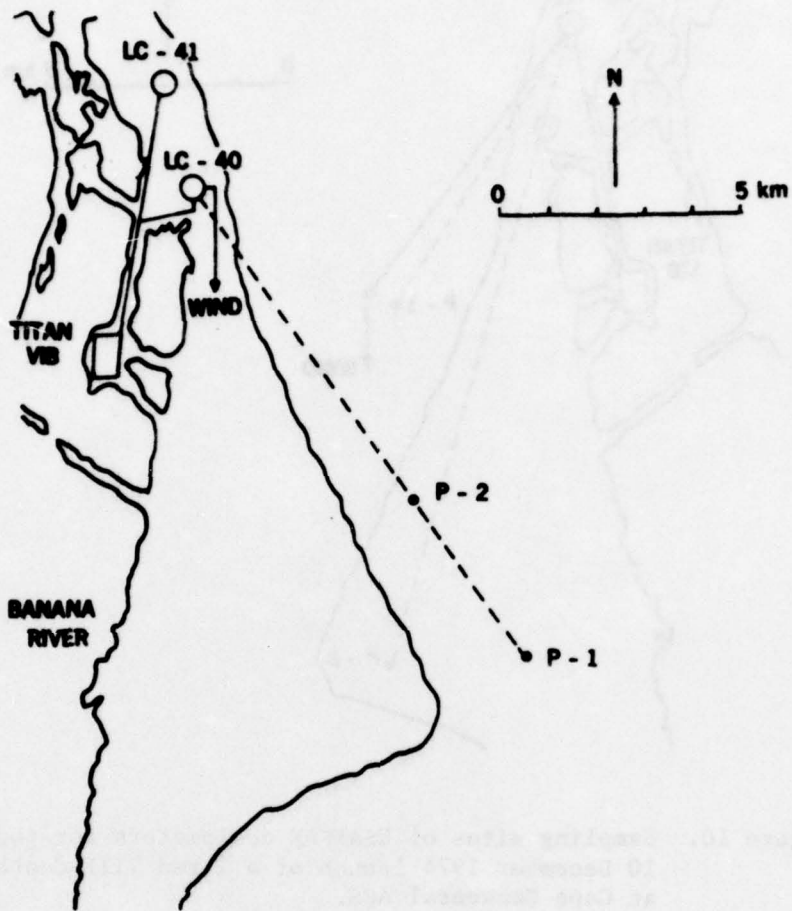 LC - 41
N
LC - 40
0
5 km
WIND
TITAN
VIB
P - 2
BANANA
RIVER
P - 1